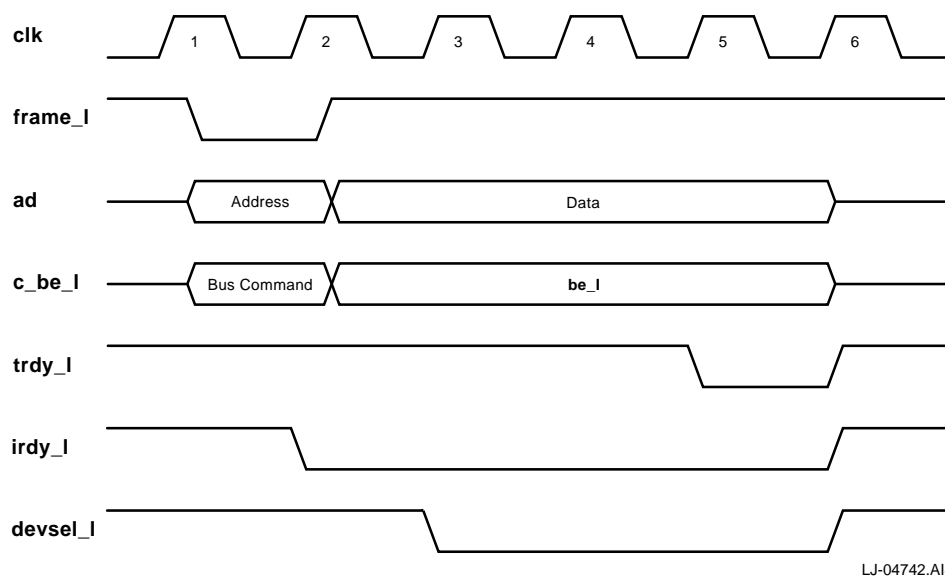 clk
1 2 3 4 5 6
frame_l
ad
Address Data
c_be_l
Bus Command be_l
trdy_l
irdy_l
devsel_l
LJ-04742.AI